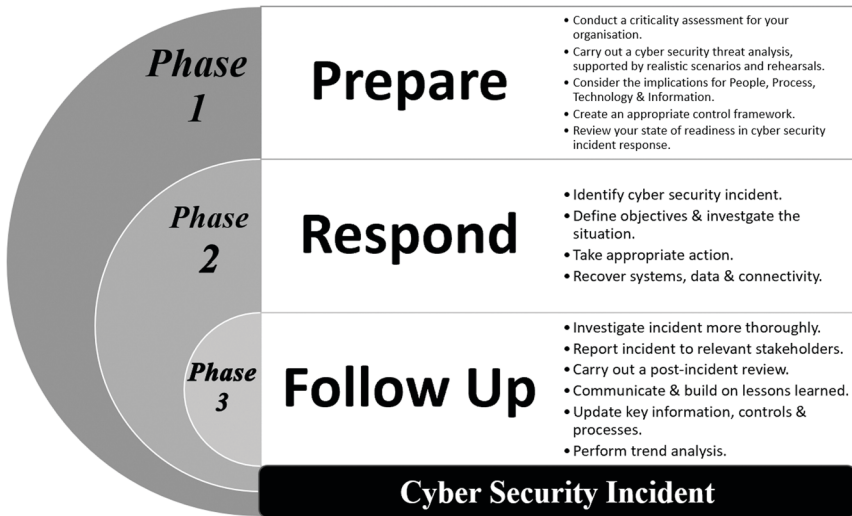 Phase
1
Prepare
• Conduct a criticality assessment for your
organisation.
• Carry out a cyber security threat analysis,
supported by realistic scenarios and rehearsals.
• Consider the implications for People, Process,
Technology & Information.
• Create an appropriate control framework.
• Review your state of readiness in cyber security
incident response.
Phase
2
Respond
• Identify cyber security incident.
• Define objectives & investgate the
situation.
• Take appropriate action.
• Recover systems, data & connectivity.
Phase
3
Follow Up
• Investigate incident more thoroughly.
• Report incident to relevant stakeholders.
• Carry out a post-incident review.
• Communicate & build on lessons learned.
• Update key information, controls &
processes.
• Perform trend analysis.
Cyber Security Incident